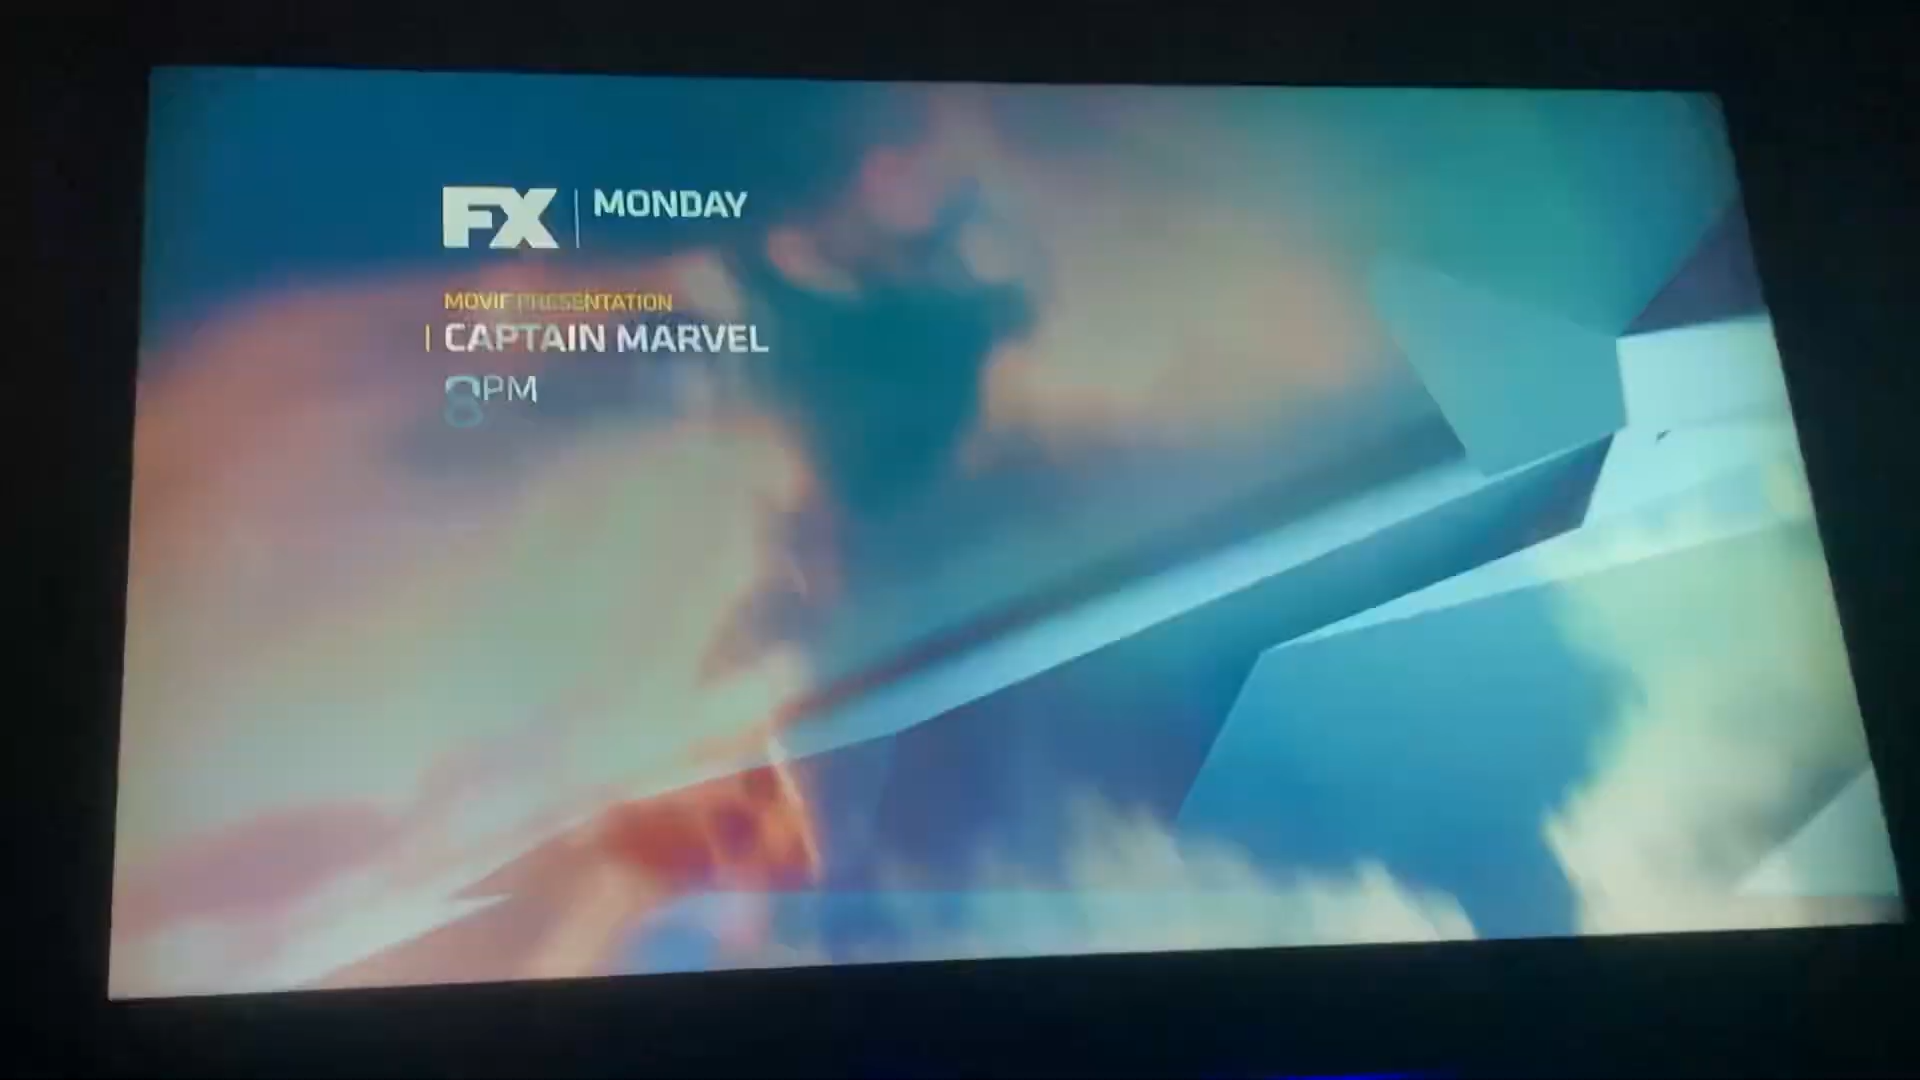 FX
MONDAY
MOVIE PRESENTATION
CAPTAIN MARVEL
8PM